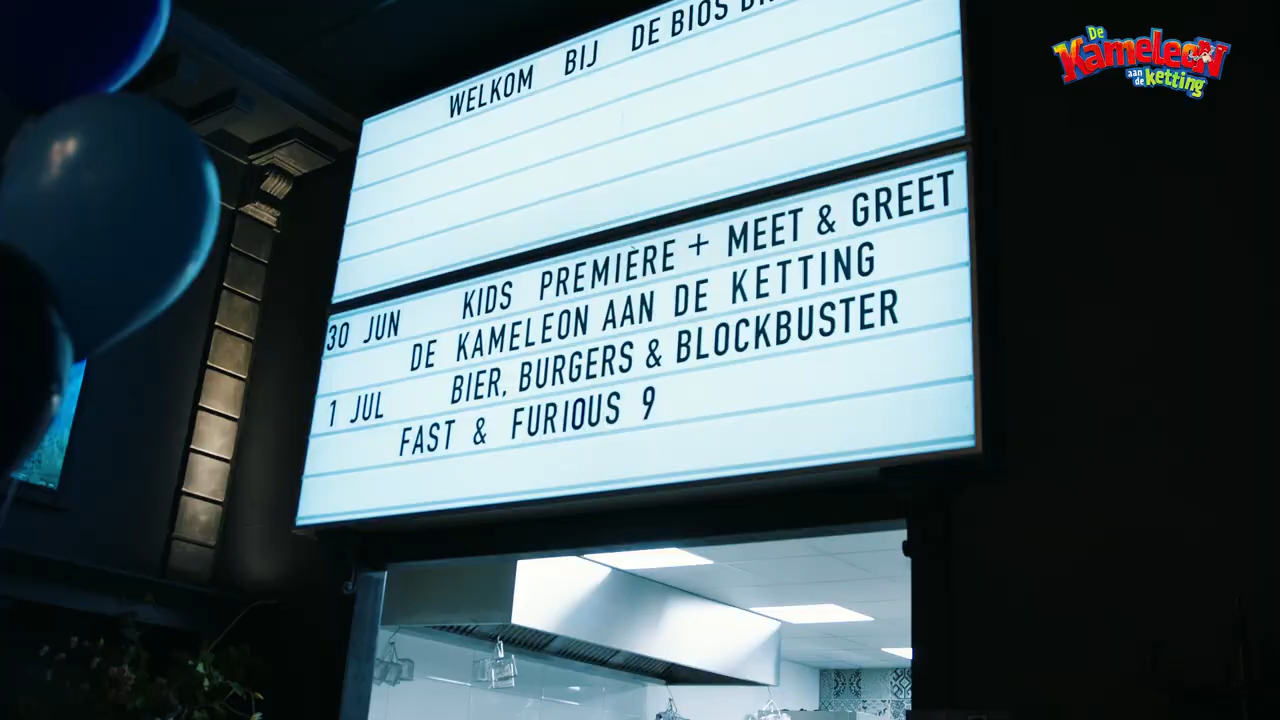 WELKOM BIJ DE BIOS
30 JUN KIDS PREMIÈRE + MEET & GREET
DE KAMELEON AAN DE KETTING
1 JUL BIER, BURGERS & BLOCKBUSTER
FAST & FURIOUS 9
De
Kameleon
aan de
ketting